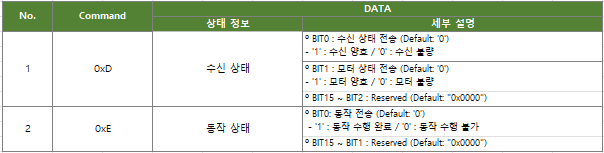 No. Command DATA
상태 정보 세부 설명
1 0xD 수신 상태
º BIT0 : 수신 상태 전송 (Default: '0')
- '1' : 수신 양호 / '0' : 수신 불량
º BIT1 : 모터 상태 전송 (Default: '0')
- '1' : 모터 양호 / '0' : 모터 불량
º BIT15 ~ BIT2 : Reserved (Default: "0x0000")
2 0xE 동작 상태
º BIT0: 동작 전송 (Default: '0')
- '1' : 동작 수행 완료 / '0' : 동작 수행 불가
º BIT15 ~ BIT1 : Reserved (Default: "0x0000")